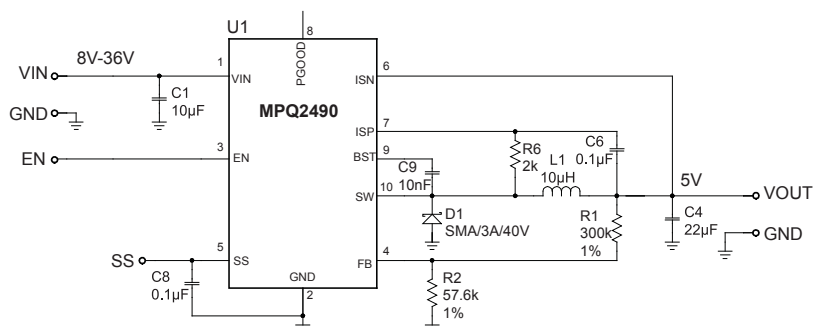 U1
8
8V-36V
6
VIN
1
VIN
PGOOD
ISN
C1
10µF
MPQ2490
7
GND
ISP
C6
0.1µF
R6
2k
9
3
EN
EN
BST
C9
10nF
L1
10µH
10
5V
SW
VOUT
D1
SMA/3A/40V
R1
300k
1%
C4
22µF
GND
5
4
SS
SS
FB
C8
0.1µF
GND
2
R2
57.6k
1%